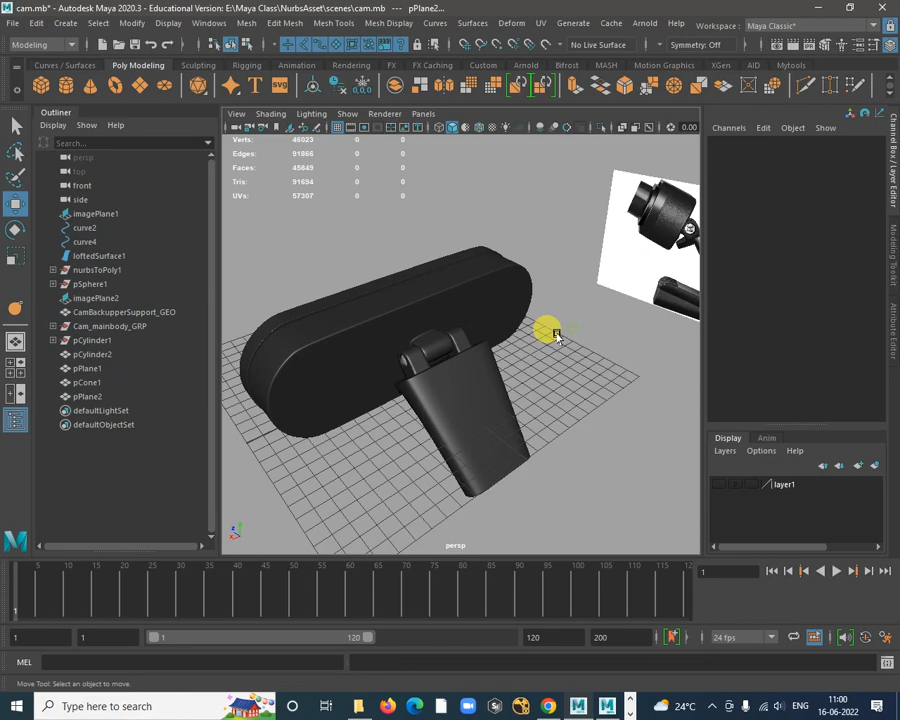 cam.mb* - Autodesk Maya 2020.3 - Educational Version: E:\Maya Class\NurbsAsset\scenes\cam.mb --- pPlane2...
File Edit Create Select Modify Display Windows Mesh Edit Mesh Mesh Tools Mesh Display Curves Surfaces Deform UV Generate Cache Arnold Help Workspace : Maya Classic*
Modeling No Live Surface Symmetry: Off
Curves / Surfaces Poly Modeling Sculpting Rigging Animation Rendering FX FX Caching Custom Arnold Bifrost MASH Motion Graphics XGen AID Mytools
SVG
Outliner
Display Show Help
Search...
persp
top
front
side
imagePlane1
curve2
curve4
loftedSurface1
nurbsToPoly1
pSphere1
imagePlane2
CamBackupperSupport_GEO
Cam_mainbody_GRP
pCylinder1
pCylinder2
pPlane1
pCone1
pPlane2
defaultLightSet
defaultObjectSet
View Shading Lighting Show Renderer Panels
0.00
Verts: 46023 0 0
Edges: 91866 0 0
Faces: 45849 0 0
Tris: 91694 0 0
UVs: 57307 0 0
persp
Channels Edit Object Show
Channel Box / Layer Editor
Modeling Toolkit
Attribute Editor
Display Anim
Layers Options Help
layer1
5 10 15 20 25 30 35 40 45 50 55 60 65 70 75 80 85 90 95 100 105 110 115 12
1
1
1 1 1 120 120 200 24 fps
MEL
Move Tool: Select an object to move.
Type here to search
24°C
ENG
11:00
16-06-2022